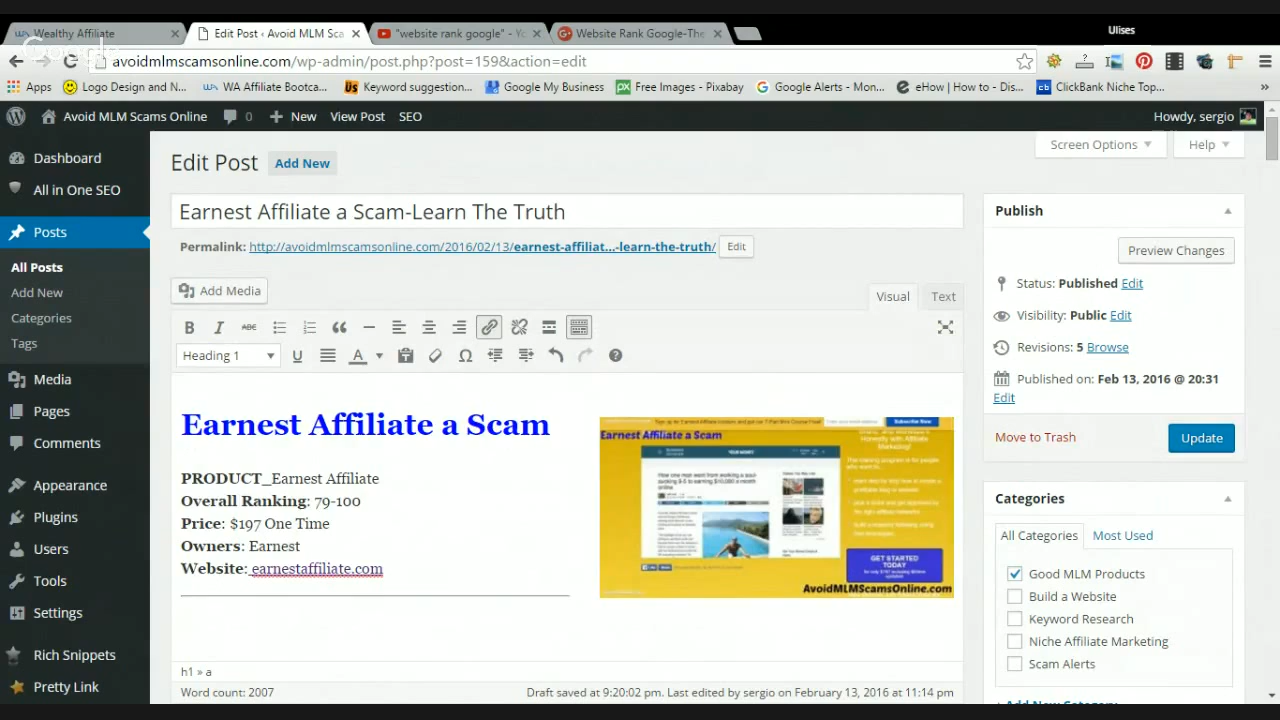 Wealthy Affiliate
Edit Post ‹ Avoid MLM Sca
"website rank google" - Yo
Website Rank Google-The
Ulises
Google
avoidmlmscamsonline.com/wp-admin/post.php?post=159&action=edit
Apps
Logo Design and N...
WA Affiliate Bootca...
Keyword suggestion...
Google My Business
Free Images - Pixabay
Google Alerts - Mon...
eHow | How to - Dis...
ClickBank Niche Top...
»
Avoid MLM Scams Online
0
New
View Post
SEO
Howdy, sergio
Dashboard
All in One SEO
Posts
All Posts
Add New
Categories
Tags
Media
Pages
Comments
Appearance
Plugins
Users
Tools
Settings
Rich Snippets
Pretty Link
Screen Options
Help
Edit Post
Add New
Earnest Affiliate a Scam-Learn The Truth
Permalink: http://avoidmlmscamsonline.com/2016/02/13/earnest-affiliat...-learn-the-truth/
Edit
Add Media
Visual
Text
Heading 1
Earnest Affiliate a Scam
PRODUCT_Earnest Affiliate
Overall Ranking: 79-100
Price: $197 One Time
Owners: Earnest
Website: earnestaffiliate.com
Subscribe Now
Earnest Affiliate a Scam
Honestly with Affiliate
Marketing!
GET STARTED
TODAY
AvoidMLMScamsOnline.com
h1 » a
Word count: 2007
Draft saved at 9:20:02 pm. Last edited by sergio on February 13, 2016 at 11:14 pm
Publish
Preview Changes
Status: Published Edit
Visibility: Public Edit
Revisions: 5 Browse
Published on: Feb 13, 2016 @ 20:31
Edit
Move to Trash
Update
Categories
All Categories
Most Used
Good MLM Products
Build a Website
Keyword Research
Niche Affiliate Marketing
Scam Alerts
+ Add New Category